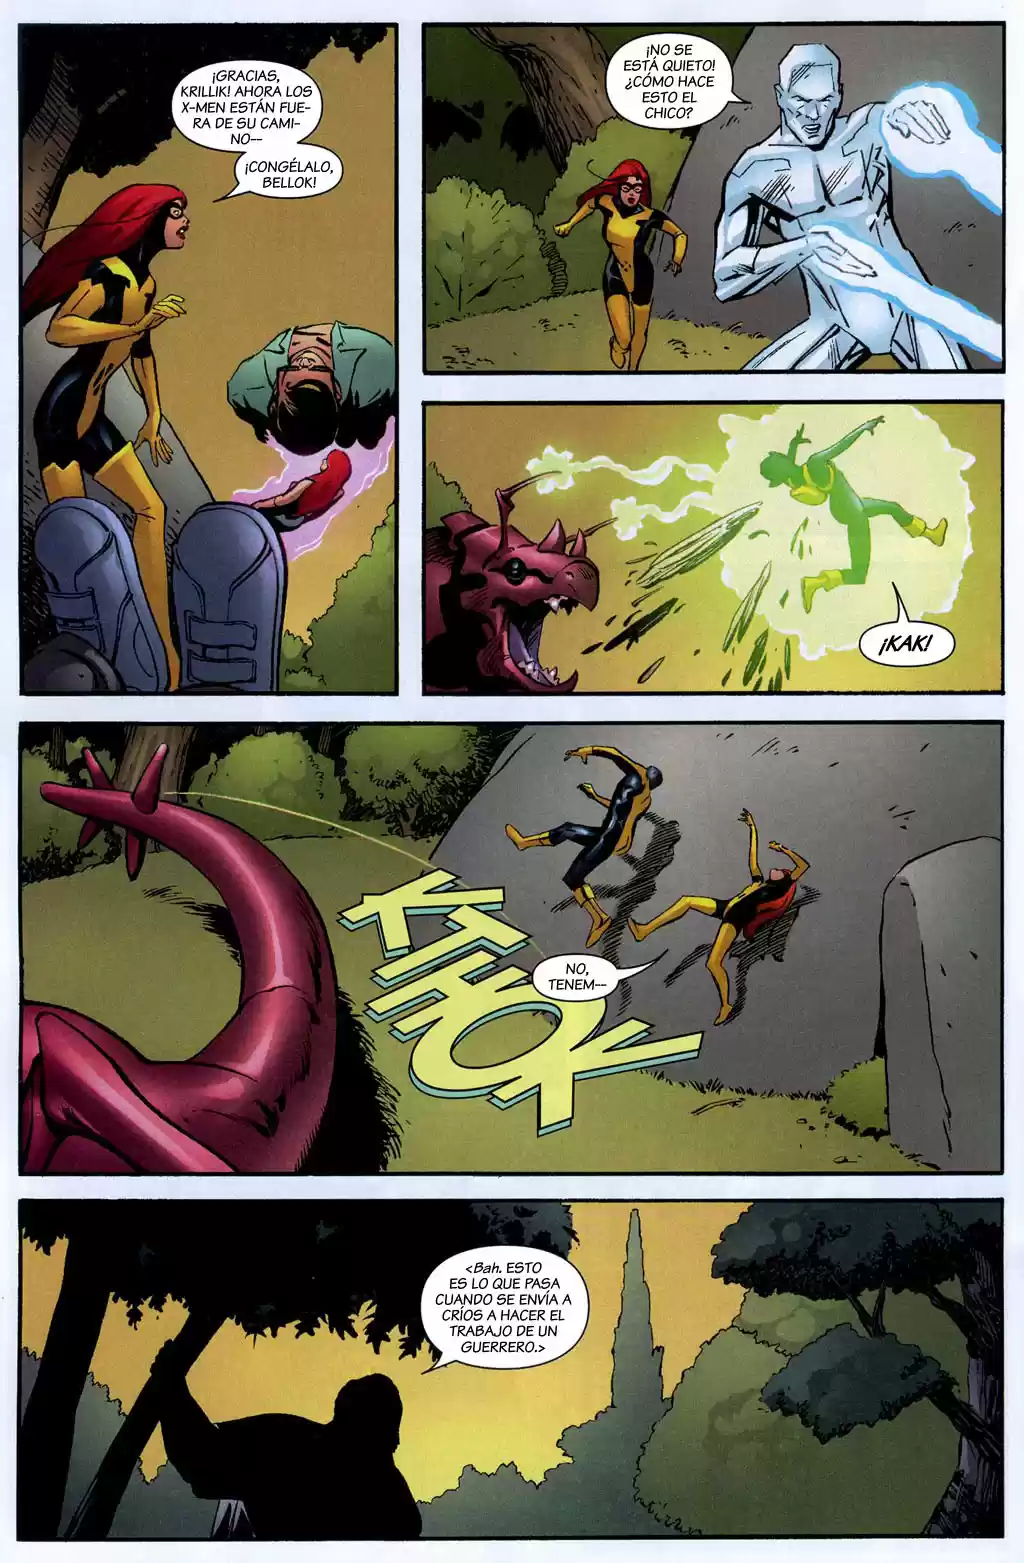 ¡GRACIAS,
KRILLIK! AHORA LOS
X-MEN ESTÁN FUE-
RA DE SU CAMI-
NO--
¡CONGÉLALO,
BELLOK!
¡NO SE
ESTÁ QUIETO!
¿CÓMO HACE
ESTO EL
CHICO?
¡KAK!
KTHOK
NO,
TENEM--
<Bah. ESTO
ES LO QUE PASA
CUANDO SE ENVÍA A
CRÍOS A HACER EL
TRABAJO DE UN
GUERRERO.>